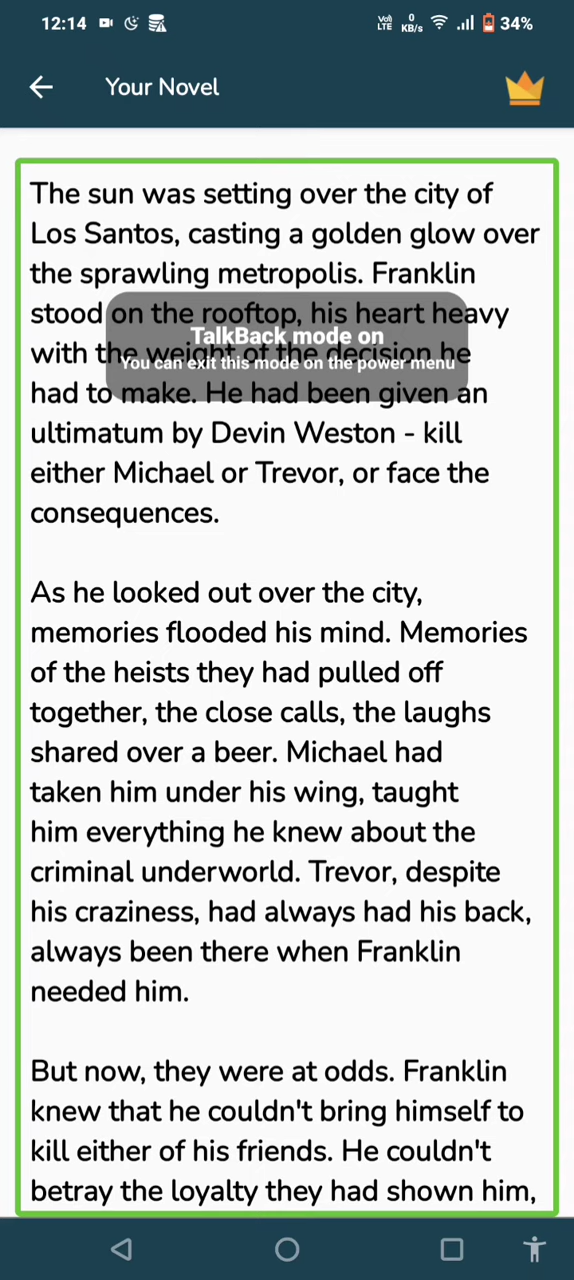 12:14
Vo)) LTE
0 KB/s
34%
Your Novel
The sun was setting over the city of
Los Santos, casting a golden glow over
the sprawling metropolis. Franklin
stood on the rooftop, his heart heavy
TalkBack mode on
with the weight of the decision he
You can exit this mode on the power menu
had to make. He had been given an
ultimatum by Devin Weston - kill
either Michael or Trevor, or face the
consequences.
As he looked out over the city,
memories flooded his mind. Memories
of the heists they had pulled off
together, the close calls, the laughs
shared over a beer. Michael had
taken him under his wing, taught
him everything he knew about the
criminal underworld. Trevor, despite
his craziness, had always had his back,
always been there when Franklin
needed him.
But now, they were at odds. Franklin
knew that he couldn't bring himself to
kill either of his friends. He couldn't
betray the loyalty they had shown him,